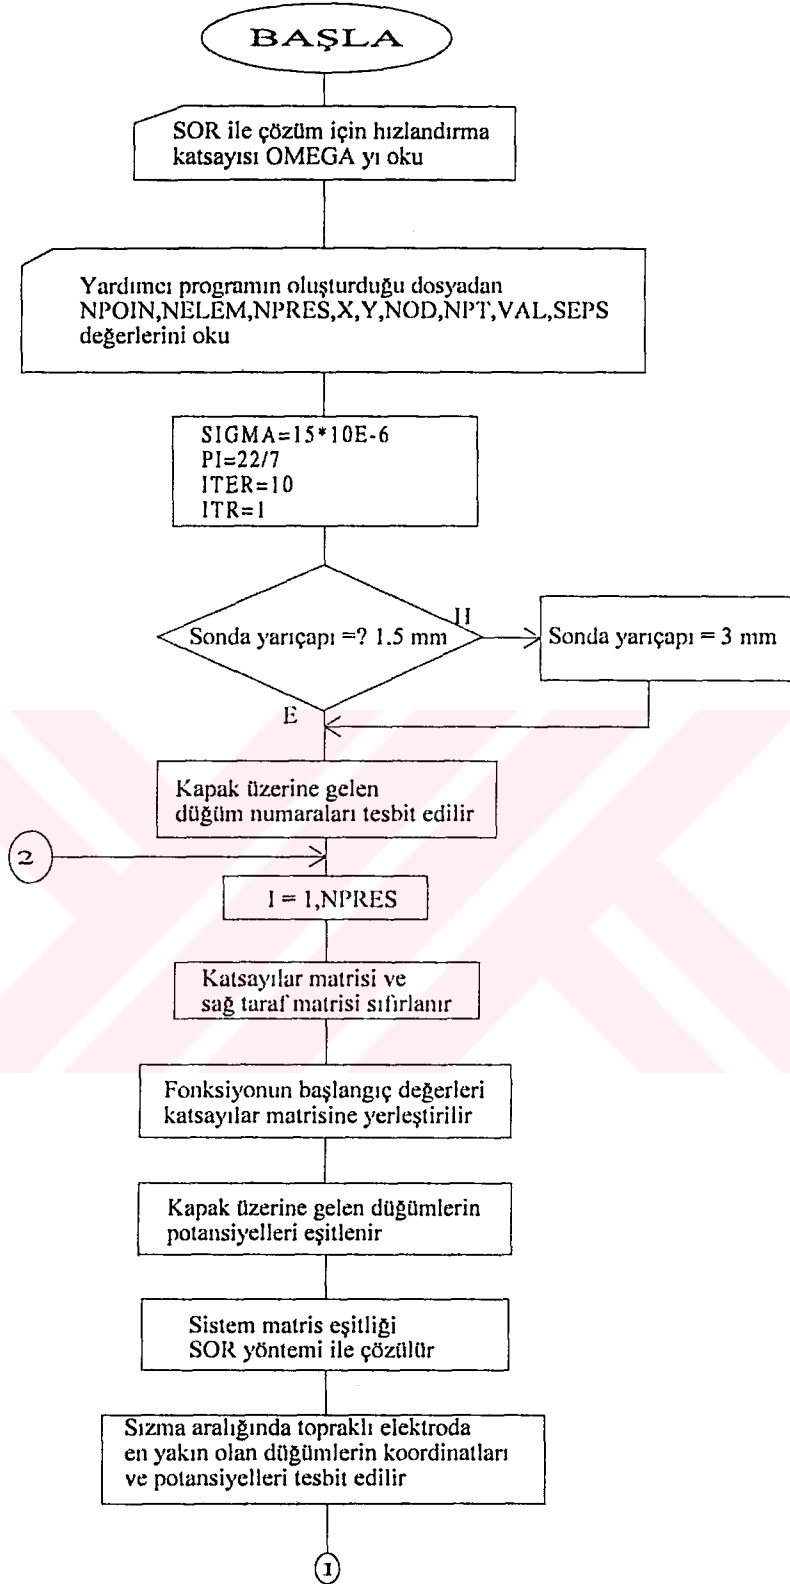 BAŞLA
SOR ile çözüm için hızlandırma
katsayısı OMEGA yı oku
Yardımcı programın oluşturduğu dosyadan
NPOIN,NELEM,NPRES,X,Y,NOD,NPT,VAL,SEPS
değerlerini oku
SIGMA=15*10E-6
PI=22/7
ITER=10
ITR=1
Sonda yarıçapı =? 1.5 mm
H
Sonda yarıçapı = 3 mm
E
Kapak üzerine gelen
düğüm numaraları tesbit edilir
2
I = 1,NPRES
Katsayılar matrisi ve
sağ taraf matrisi sıfırlanır
Fonksiyonun başlangıç değerleri
katsayılar matrisine yerleştirilir
Kapak üzerine gelen düğümlerin
potansiyelleri eşitlenir
Sistem matris eşitliği
SOR yöntemi ile çözülür
Sızma aralığında topraklı elektroda
en yakın olan düğümlerin koordinatları
ve potansiyelleri tesbit edilir
1